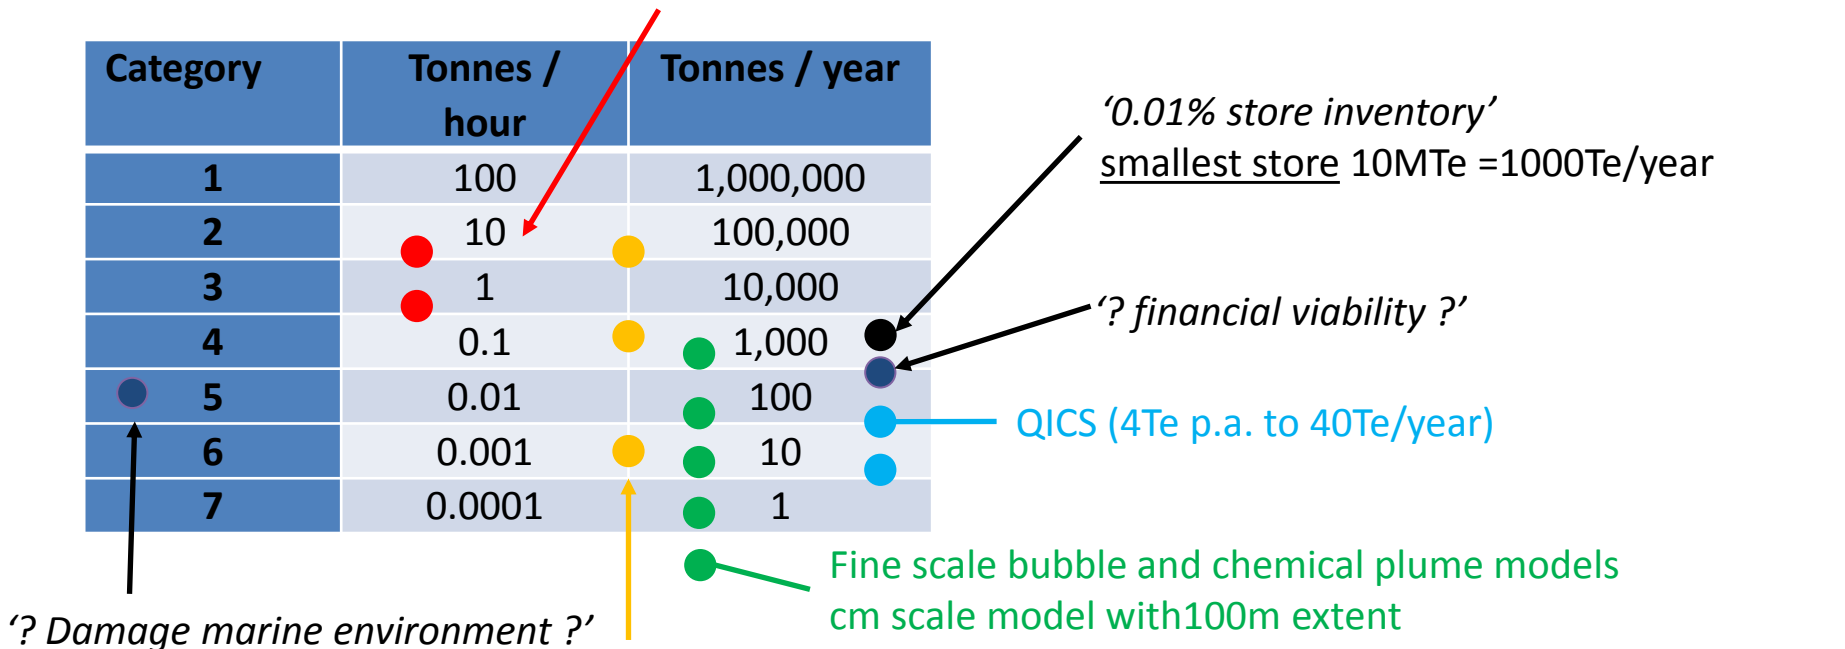 Category Tonnes / hour Tonnes / year
1 100 1,000,000
2 10 100,000
3 1 10,000
4 0.1 1,000
5 0.01 100
6 0.001 10
7 0.0001 1
‘0.01% store inventory’
smallest store 10MTe =1000Te/year
‘? financial viability ?’
QICS (4Te p.a. to 40Te/year)
Fine scale bubble and chemical plume models
cm scale model with100m extent
‘? Damage marine environment ?’